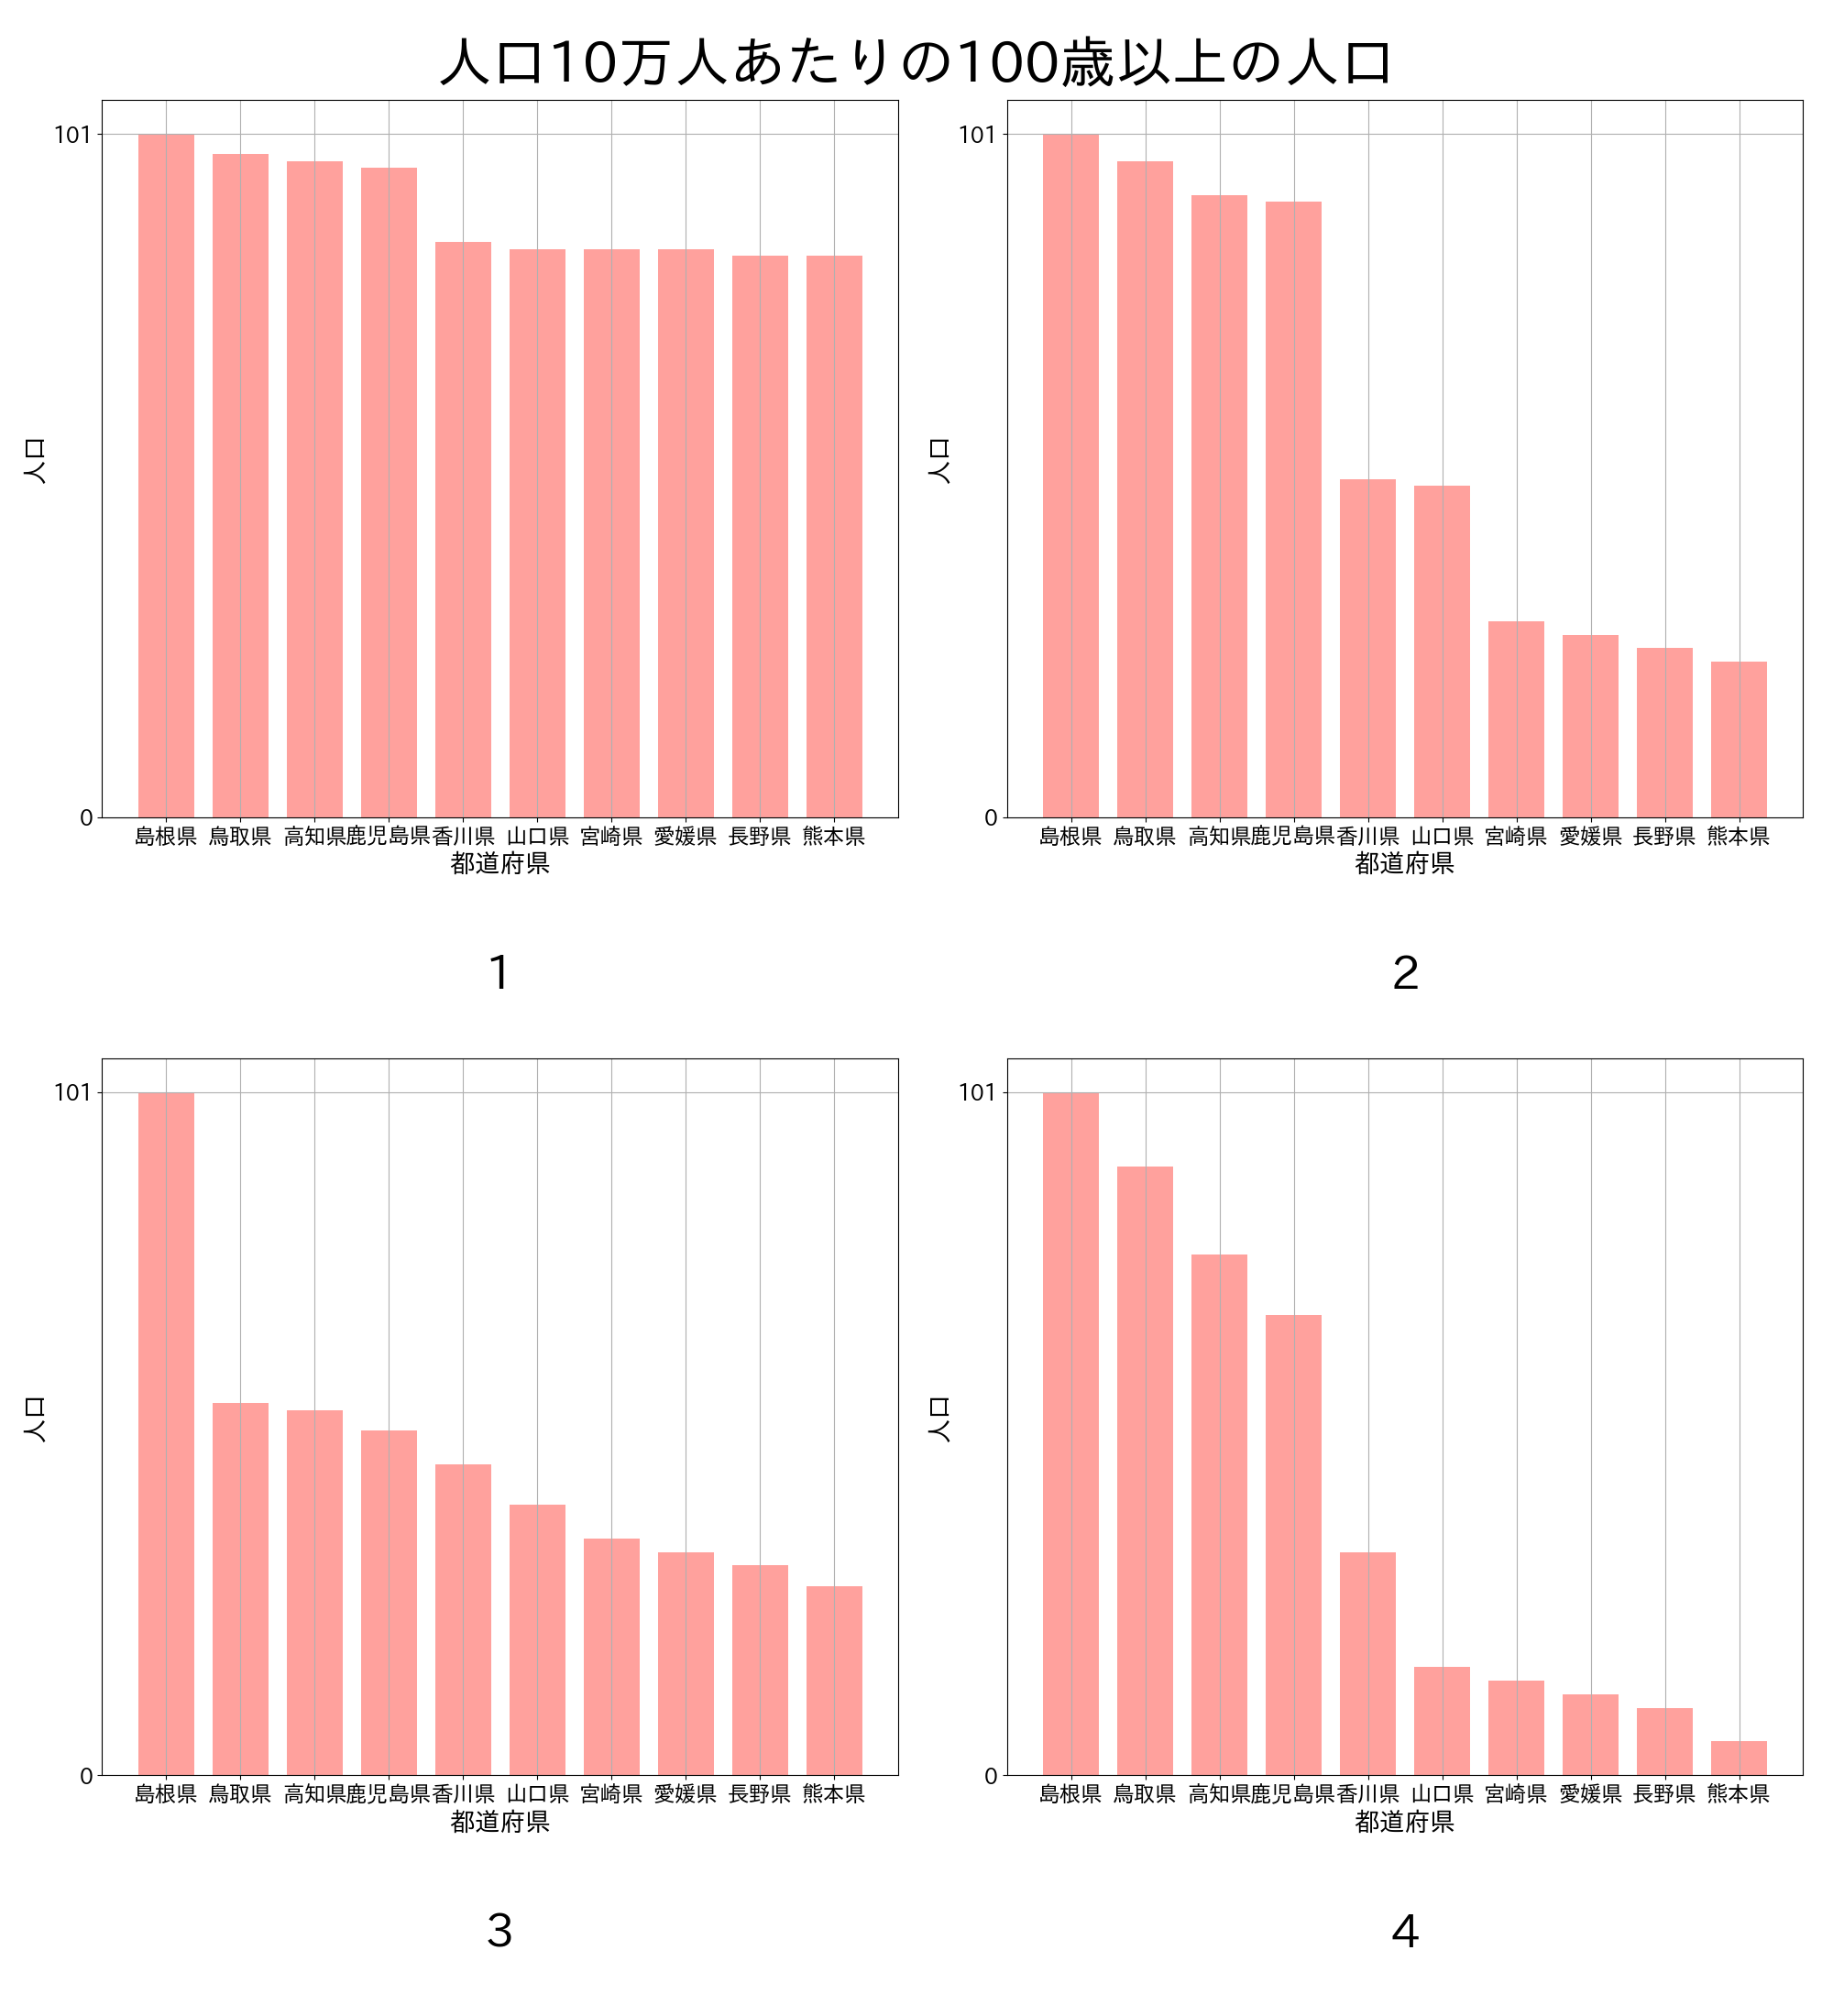 人口10万人あたりの100歳以上の人口
101
0
人口
島根県 鳥取県 高知県 鹿児島県 香川県 山口県 宮崎県 愛媛県 長野県 熊本県
都道府県
1
101
0
人口
島根県 鳥取県 高知県 鹿児島県 香川県 山口県 宮崎県 愛媛県 長野県 熊本県
都道府県
2
101
0
人口
島根県 鳥取県 高知県 鹿児島県 香川県 山口県 宮崎県 愛媛県 長野県 熊本県
都道府県
3
101
0
人口
島根県 鳥取県 高知県 鹿児島県 香川県 山口県 宮崎県 愛媛県 長野県 熊本県
都道府県
4